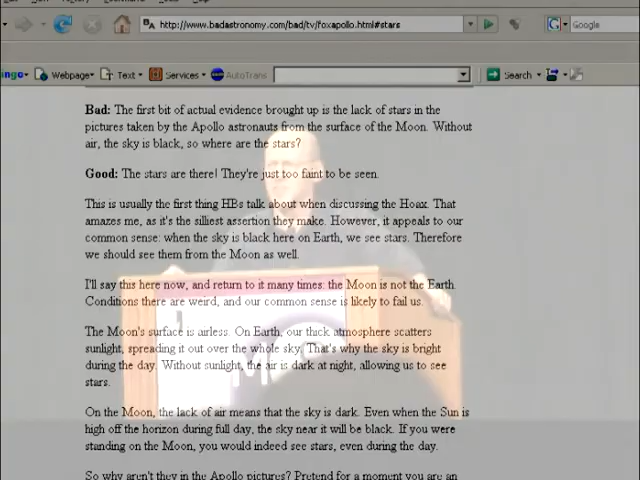 http://www.badastronomy.com/bad/tv/foxapollo.html#stars
Google
Webpage
Text
Services
AutoTrans
Search
Bad: The first bit of actual evidence brought up is the lack of stars in the
pictures taken by the Apollo astronauts from the surface of the Moon. Without
air, the sky is black, so where are the stars?
Good: The stars are there! They're just too faint to be seen.
This is usually the first thing HBs talk about when discussing the Hoax. That
amazes me, as it's the silliest assertion they make. However, it appeals to our
common sense: when the sky is black here on Earth, we see stars. Therefore
we should see them from the Moon as well.
I'll say this here now, and return to it many times: the Moon is not the Earth.
Conditions there are weird, and our common sense is likely to fail us.
The Moon's surface is airless. On Earth, our thick atmosphere scatters
sunlight, spreading it out over the whole sky. That's why the sky is bright
during the day. Without sunlight, the air is dark at night, allowing us to see
stars.
On the Moon, the lack of air means that the sky is dark. Even when the Sun is
high off the horizon during full day, the sky near it will be black. If you were
standing on the Moon, you would indeed see stars, even during the day.
So why aren't they in the Apollo pictures? Pretend for a moment you are an